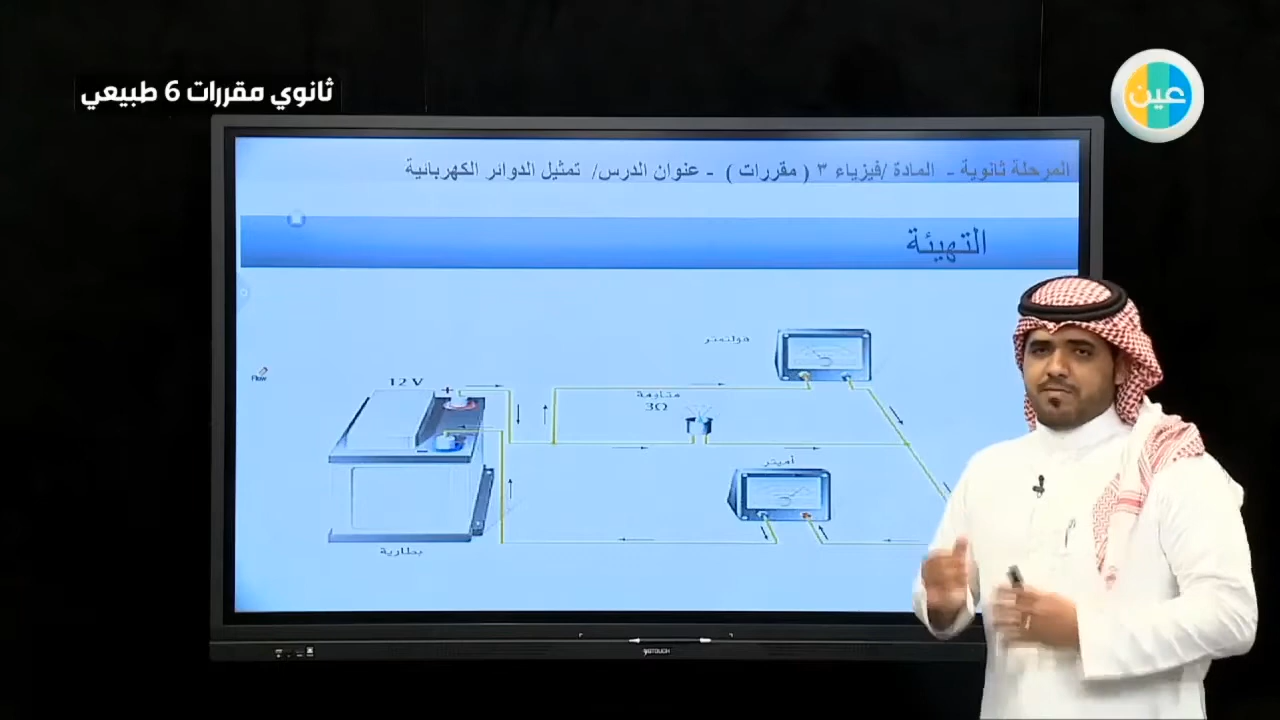 ثانوي مقررات 6 طبيعي
عين
المرحلة ثانوية - المادة /فيزياء ٣ ( مقررات ) - عنوان الدرس/ تمثيل الدوائر الكهربائية
التهيئة
فولتمتر
12 V
+
مقاومة
3Ω
أميتر
بطارية